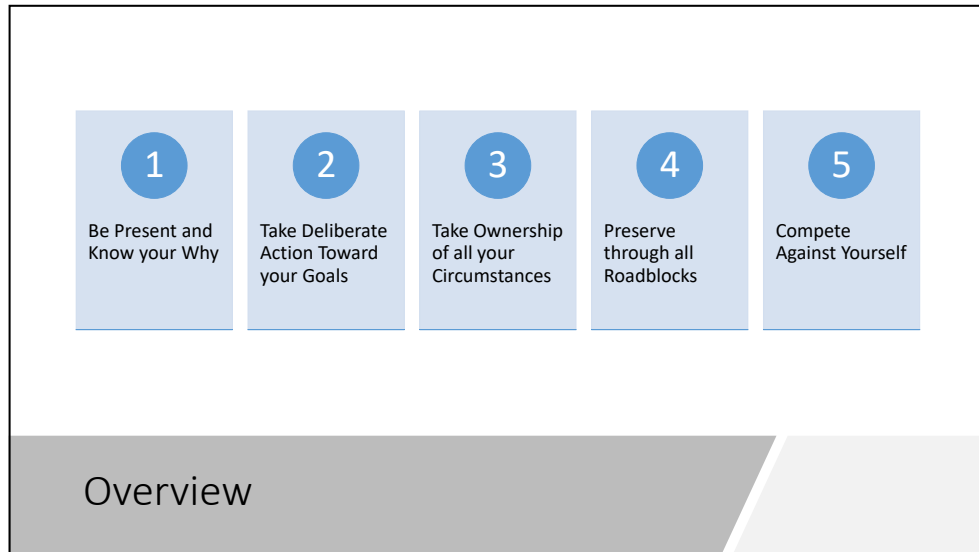 1
Be Present and
Know your Why
2
Take Deliberate
Action Toward
your Goals
3
Take Ownership
of all your
Circumstances
4
Preserve
through all
Roadblocks
5
Compete
Against Yourself
Overview